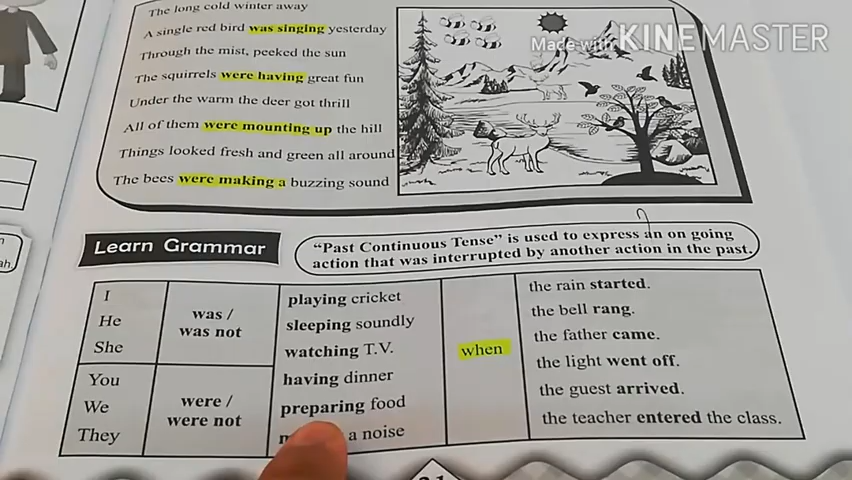 The long cold winter away
A single red bird was singing yesterday
Through the mist, peeked the sun
The squirrels were having great fun
Under the warm the deer got thrill
All of them were mounting up the hill
Things looked fresh and green all around
The bees were making a buzzing sound
Made with KINEMASTER
Learn Grammar
"Past Continuous Tense" is used to express an on going
action that was interrupted by another action in the past.
I
He
She
was /
was not
You
We
They
were /
were not
playing cricket
sleeping soundly
watching T.V.
having dinner
preparing food
a noise
when
the rain started.
the bell rang.
the father came.
the light went off.
the guest arrived.
the teacher entered the class.
ah.